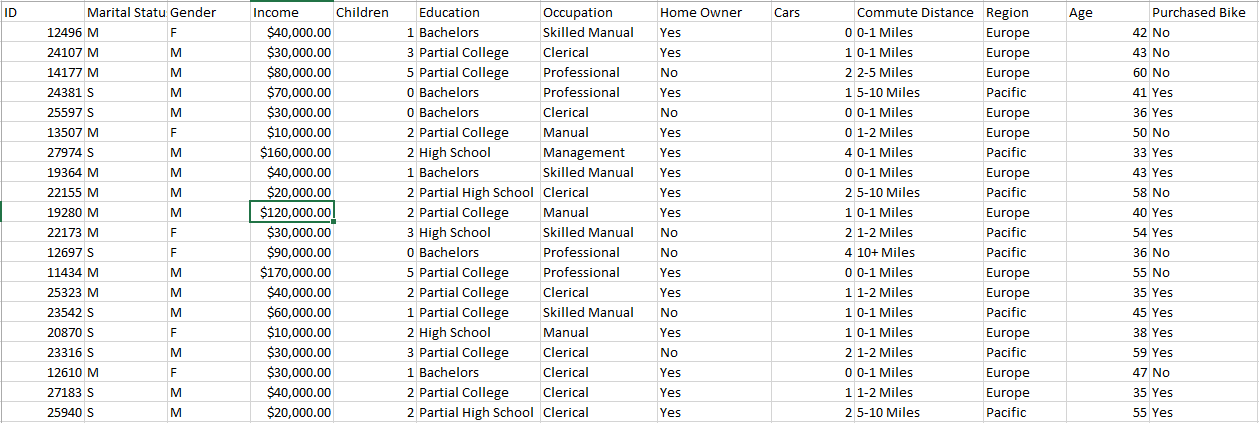 ID Marital Statu Gender Income Children Education Occupation Home Owner Cars Commute Distance Region Age Purchased Bike
12496 M F $40,000.00 1 Bachelors Skilled Manual Yes 0 0-1 Miles Europe 42 No
24107 M M $30,000.00 3 Partial College Clerical Yes 1 0-1 Miles Europe 43 No
14177 M M $80,000.00 5 Partial College Professional No 2 2-5 Miles Europe 60 No
24381 S M $70,000.00 0 Bachelors Professional Yes 1 5-10 Miles Pacific 41 Yes
25597 S M $30,000.00 0 Bachelors Clerical No 0 0-1 Miles Europe 36 Yes
13507 M F $10,000.00 2 Partial College Manual Yes 0 1-2 Miles Europe 50 No
27974 S M $160,000.00 2 High School Management Yes 4 0-1 Miles Pacific 33 Yes
19364 M M $40,000.00 1 Bachelors Skilled Manual Yes 0 0-1 Miles Europe 43 Yes
22155 M M $20,000.00 2 Partial High School Clerical Yes 2 5-10 Miles Pacific 58 No
19280 M M $120,000.00 2 Partial College Manual Yes 1 0-1 Miles Europe 40 Yes
22173 M F $30,000.00 3 High School Skilled Manual No 2 1-2 Miles Pacific 54 Yes
12697 S F $90,000.00 0 Bachelors Professional No 4 10+ Miles Pacific 36 No
11434 M M $170,000.00 5 Partial College Professional Yes 0 0-1 Miles Europe 55 No
25323 M M $40,000.00 2 Partial College Clerical Yes 1 1-2 Miles Europe 35 Yes
23542 S M $60,000.00 1 Partial College Skilled Manual No 1 0-1 Miles Pacific 45 Yes
20870 S F $10,000.00 2 High School Manual Yes 1 0-1 Miles Europe 38 Yes
23316 S M $30,000.00 3 Partial College Clerical No 2 1-2 Miles Pacific 59 Yes
12610 M F $30,000.00 1 Bachelors Clerical Yes 0 0-1 Miles Europe 47 No
27183 S M $40,000.00 2 Partial College Clerical Yes 1 1-2 Miles Europe 35 Yes
25940 S M $20,000.00 2 Partial High School Clerical Yes 2 5-10 Miles Pacific 55 Yes